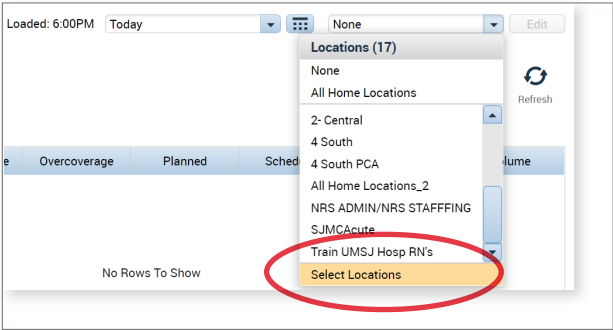 Loaded: 6:00PM Today None Edit
Locations (17)
None
All Home Locations
Refresh
2- Central
4 South
4 South PCA
e Overcoverage Planned Sched lume
All Home Locations_2
NRS ADMIN/NRS STAFFFING
SJMCAcute
Train UMSJ Hosp RN's
No Rows To Show
Select Locations